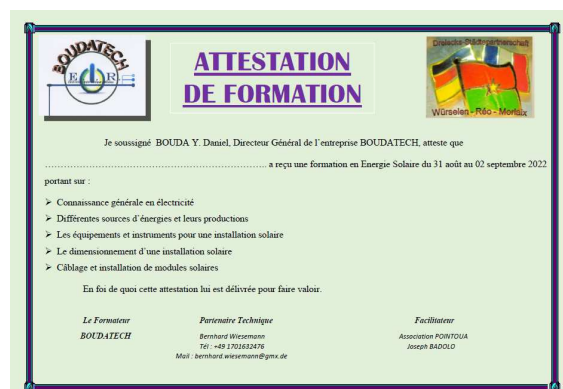 BOUDATECH
E I R
Dreiecks-Städtepartnerschaft
Würselen - Réo - Morlaix
ATTESTATION
DE FORMATION
Je soussigné BOUDA Y. Daniel, Directeur Général de l'entreprise BOUDATECH, atteste que
................................................................................ a reçu une formation en Energie Solaire du 31 août au 02 septembre 2022
portant sur :
➢ Connaissance générale en électricité
➢ Différentes sources d'énergies et leurs productions
➢ Les équipements et instruments pour une installation solaire
➢ Le dimensionnement d'une installation solaire
➢ Câblage et installation de modules solaires
En foi de quoi cette attestation lui est délivrée pour faire valoir.
Le Formateur
BOUDATECH
Partenaire Technique
Bernhard Wiesemann
Tél : +49 1701632476
Mail : bernhard.wiesemann@gmx.de
Facilitateur
Association POINTOUA
Joseph BADOLO